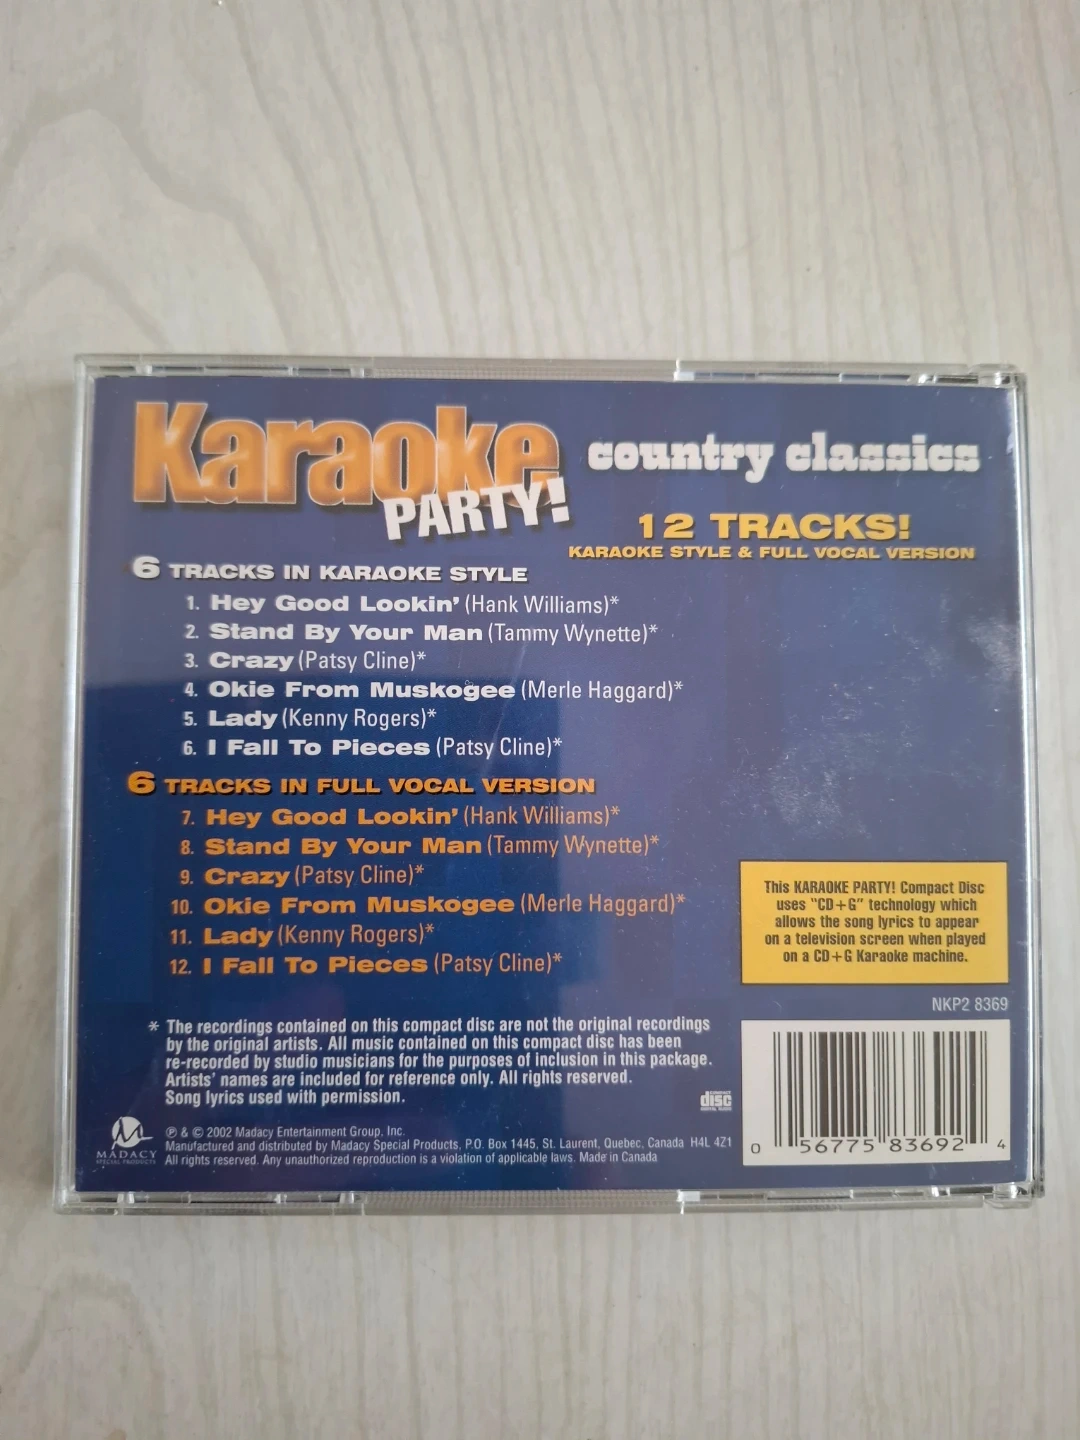 Karaoke
PARTY!
country classics
12 TRACKS!
KARAOKE STYLE & FULL VOCAL VERSION
6 TRACKS IN KARAOKE STYLE
1. Hey Good Lookin' (Hank Williams)*
2. Stand By Your Man (Tammy Wynette)*
3. Crazy (Patsy Cline)*
4. Okie From Muskogee (Merle Haggard)*
5. Lady (Kenny Rogers)*
6. I Fall To Pieces (Patsy Cline)*
6 TRACKS IN FULL VOCAL VERSION
7. Hey Good Lookin' (Hank Williams)*
8. Stand By Your Man (Tammy Wynette)*
9. Crazy (Patsy Cline)*
10. Okie From Muskogee (Merle Haggard)*
11. Lady (Kenny Rogers)*
12. I Fall To Pieces (Patsy Cline)*
This KARAOKE PARTY! Compact Disc
uses "CD+G" technology which
allows the song lyrics to appear
on a television screen when played
on a CD+G Karaoke machine.
NKP2 8369
* The recordings contained on this compact disc are not the original recordings
by the original artists. All music contained on this compact disc has been
re-recorded by studio musicians for the purposes of inclusion in this package.
Artists' names are included for reference only. All rights reserved.
Song lyrics used with permission.
COMPACT
disc
DIGITAL AUDIO
MADACY
SPECIAL PRODUCTS
℗ & © 2002 Madacy Entertainment Group, Inc.
Manufactured and distributed by Madacy Special Products, P.O. Box 1445, St. Laurent, Quebec, Canada H4L 4Z1
All rights reserved. Any unauthorized reproduction is a violation of applicable laws. Made in Canada
0 56775 83692 4